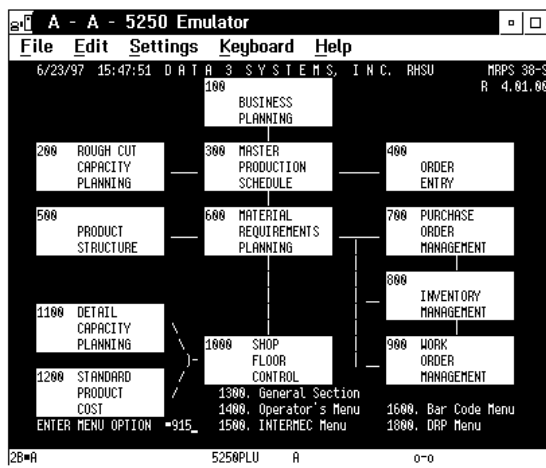 A - A - 5250 Emulator
File Edit Settings Keyboard Help
6/23/97 15:47:51 D A T A 3 S Y S T E M S, I N C. RHSU MRPS 38-S
R 4.01.00
100 BUSINESS PLANNING
200 ROUGH CUT CAPACITY PLANNING
300 MASTER PRODUCTION SCHEDULE
400 ORDER ENTRY
500 PRODUCT STRUCTURE
600 MATERIAL REQUIREMENTS PLANNING
700 PURCHASE ORDER MANAGEMENT
800 INVENTORY MANAGEMENT
1100 DETAIL CAPACITY PLANNING
1000 SHOP FLOOR CONTROL
900 WORK ORDER MANAGEMENT
1200 STANDARD PRODUCT COST
1300. General Section
1400. Operator's Menu 1600. Bar Code Menu
ENTER MENU OPTION =915_ 1500. INTERMEC Menu 1800. DRP Menu
2B=A 5250PLU A o-o